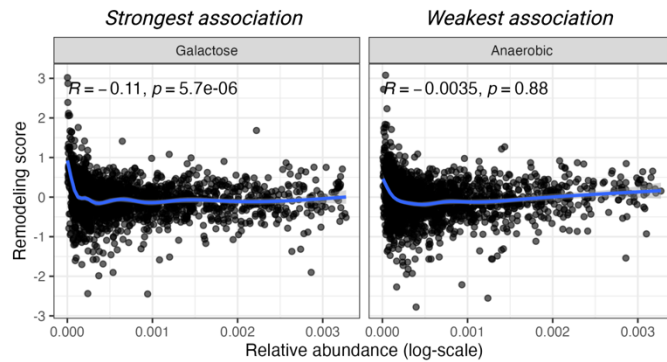 Strongest association
Weakest association
Galactose
Anaerobic
R = −0.11, p = 5.7e-06
R = −0.0035, p = 0.88
Remodeling score
3
2
1
0
-1
-2
-3
0.000 0.001 0.002 0.003
0.000 0.001 0.002 0.003
Relative abundance (log-scale)